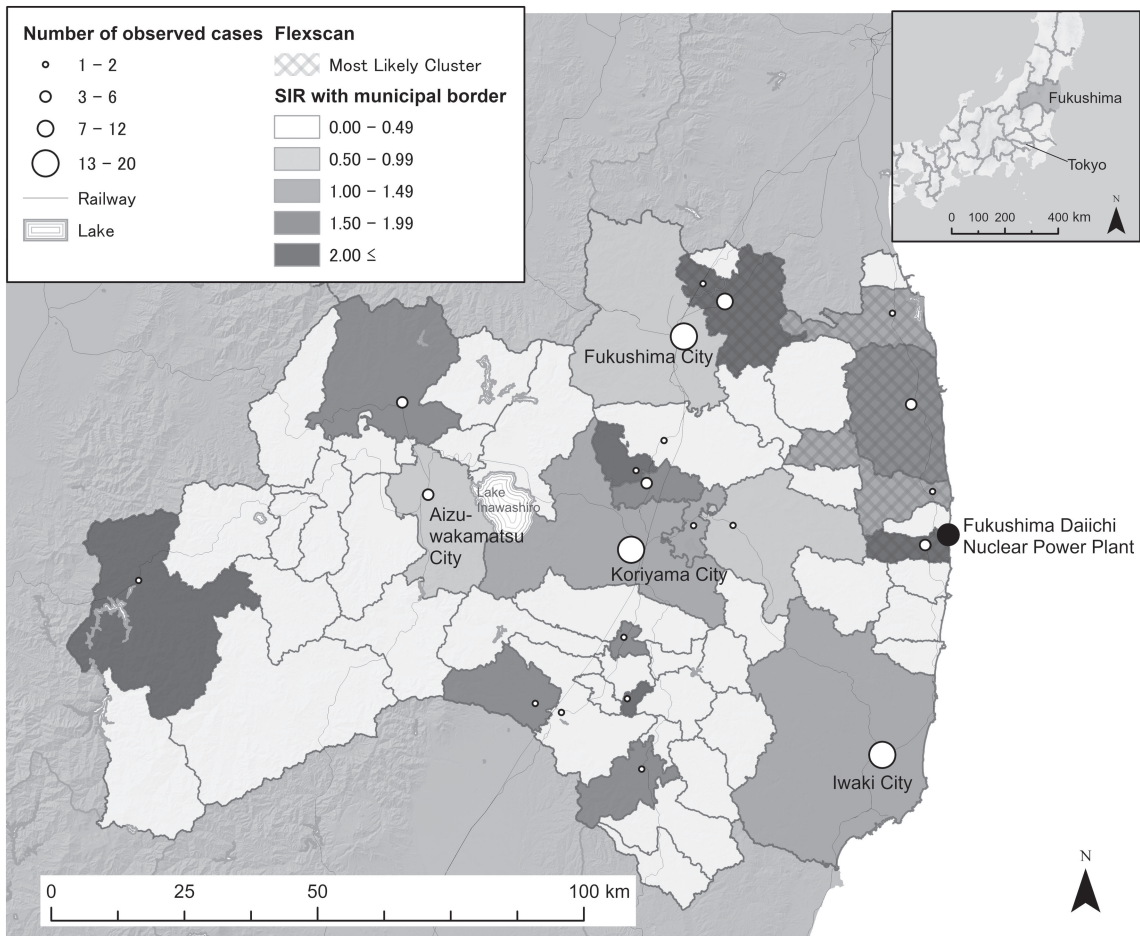 Number of observed cases
1 – 2
3 – 6
7 – 12
13 – 20
Railway
Lake
Flexscan
Most Likely Cluster
SIR with municipal border
0.00 – 0.49
0.50 – 0.99
1.00 – 1.49
1.50 – 1.99
2.00 ≤
Fukushima
Tokyo
0 100 200 400 km
N
Fukushima City
Lake
Inawashiro
Aizu-
wakamatsu
City
Koriyama City
Fukushima Daiichi
Nuclear Power Plant
Iwaki City
0 25 50 100 km
N